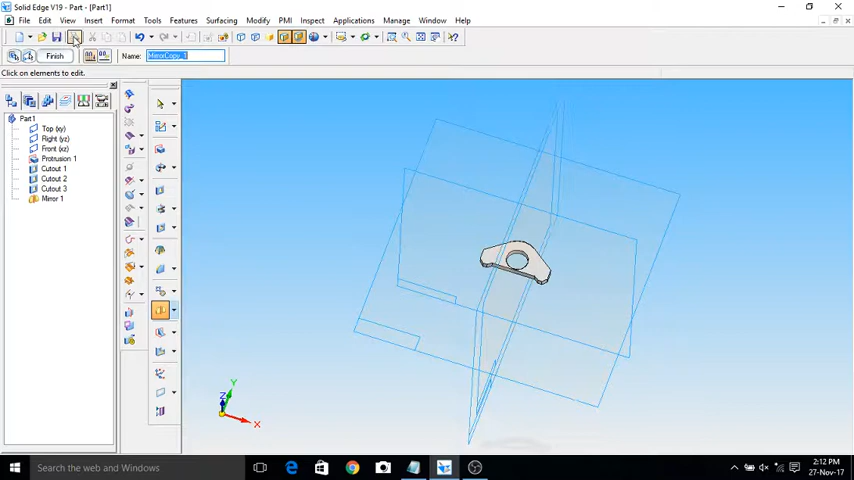 Solid Edge V19 - Part - [Part1]
File Edit View Insert Format Tools Features Surfacing Modify PMI Inspect Applications Manage Window Help
Finish Name: MirrorCopy_1
Click on elements to edit.
Part1
Top (xy)
Right (yz)
Front (xz)
Protrusion 1
Cutout 1
Cutout 2
Cutout 3
Mirror 1
Y
Z
X
Search the web and Windows
2:12 PM
27-Nov-17